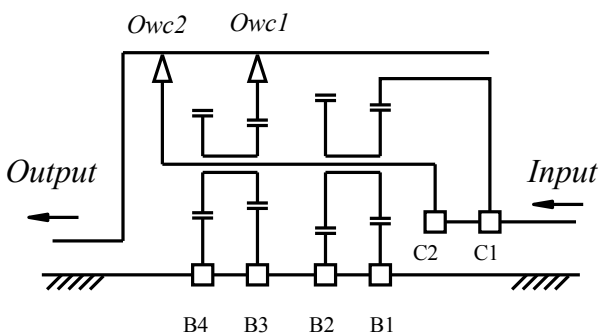 Owc2 Owc1
Output
Input
C2 C1
B4 B3 B2 B1